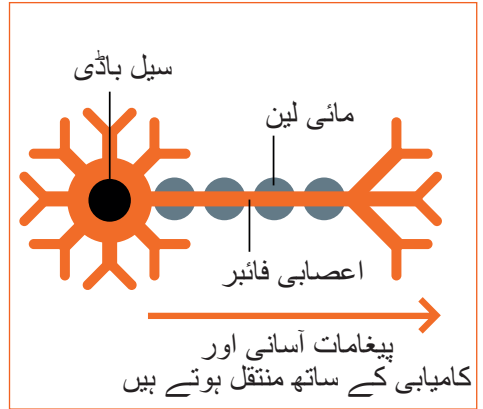 سیل باڈی
مائی لین
اعصابی فائبر
پیغامات آسانی اور
کامیابی کے ساتھ منتقل ہوتے ہیں